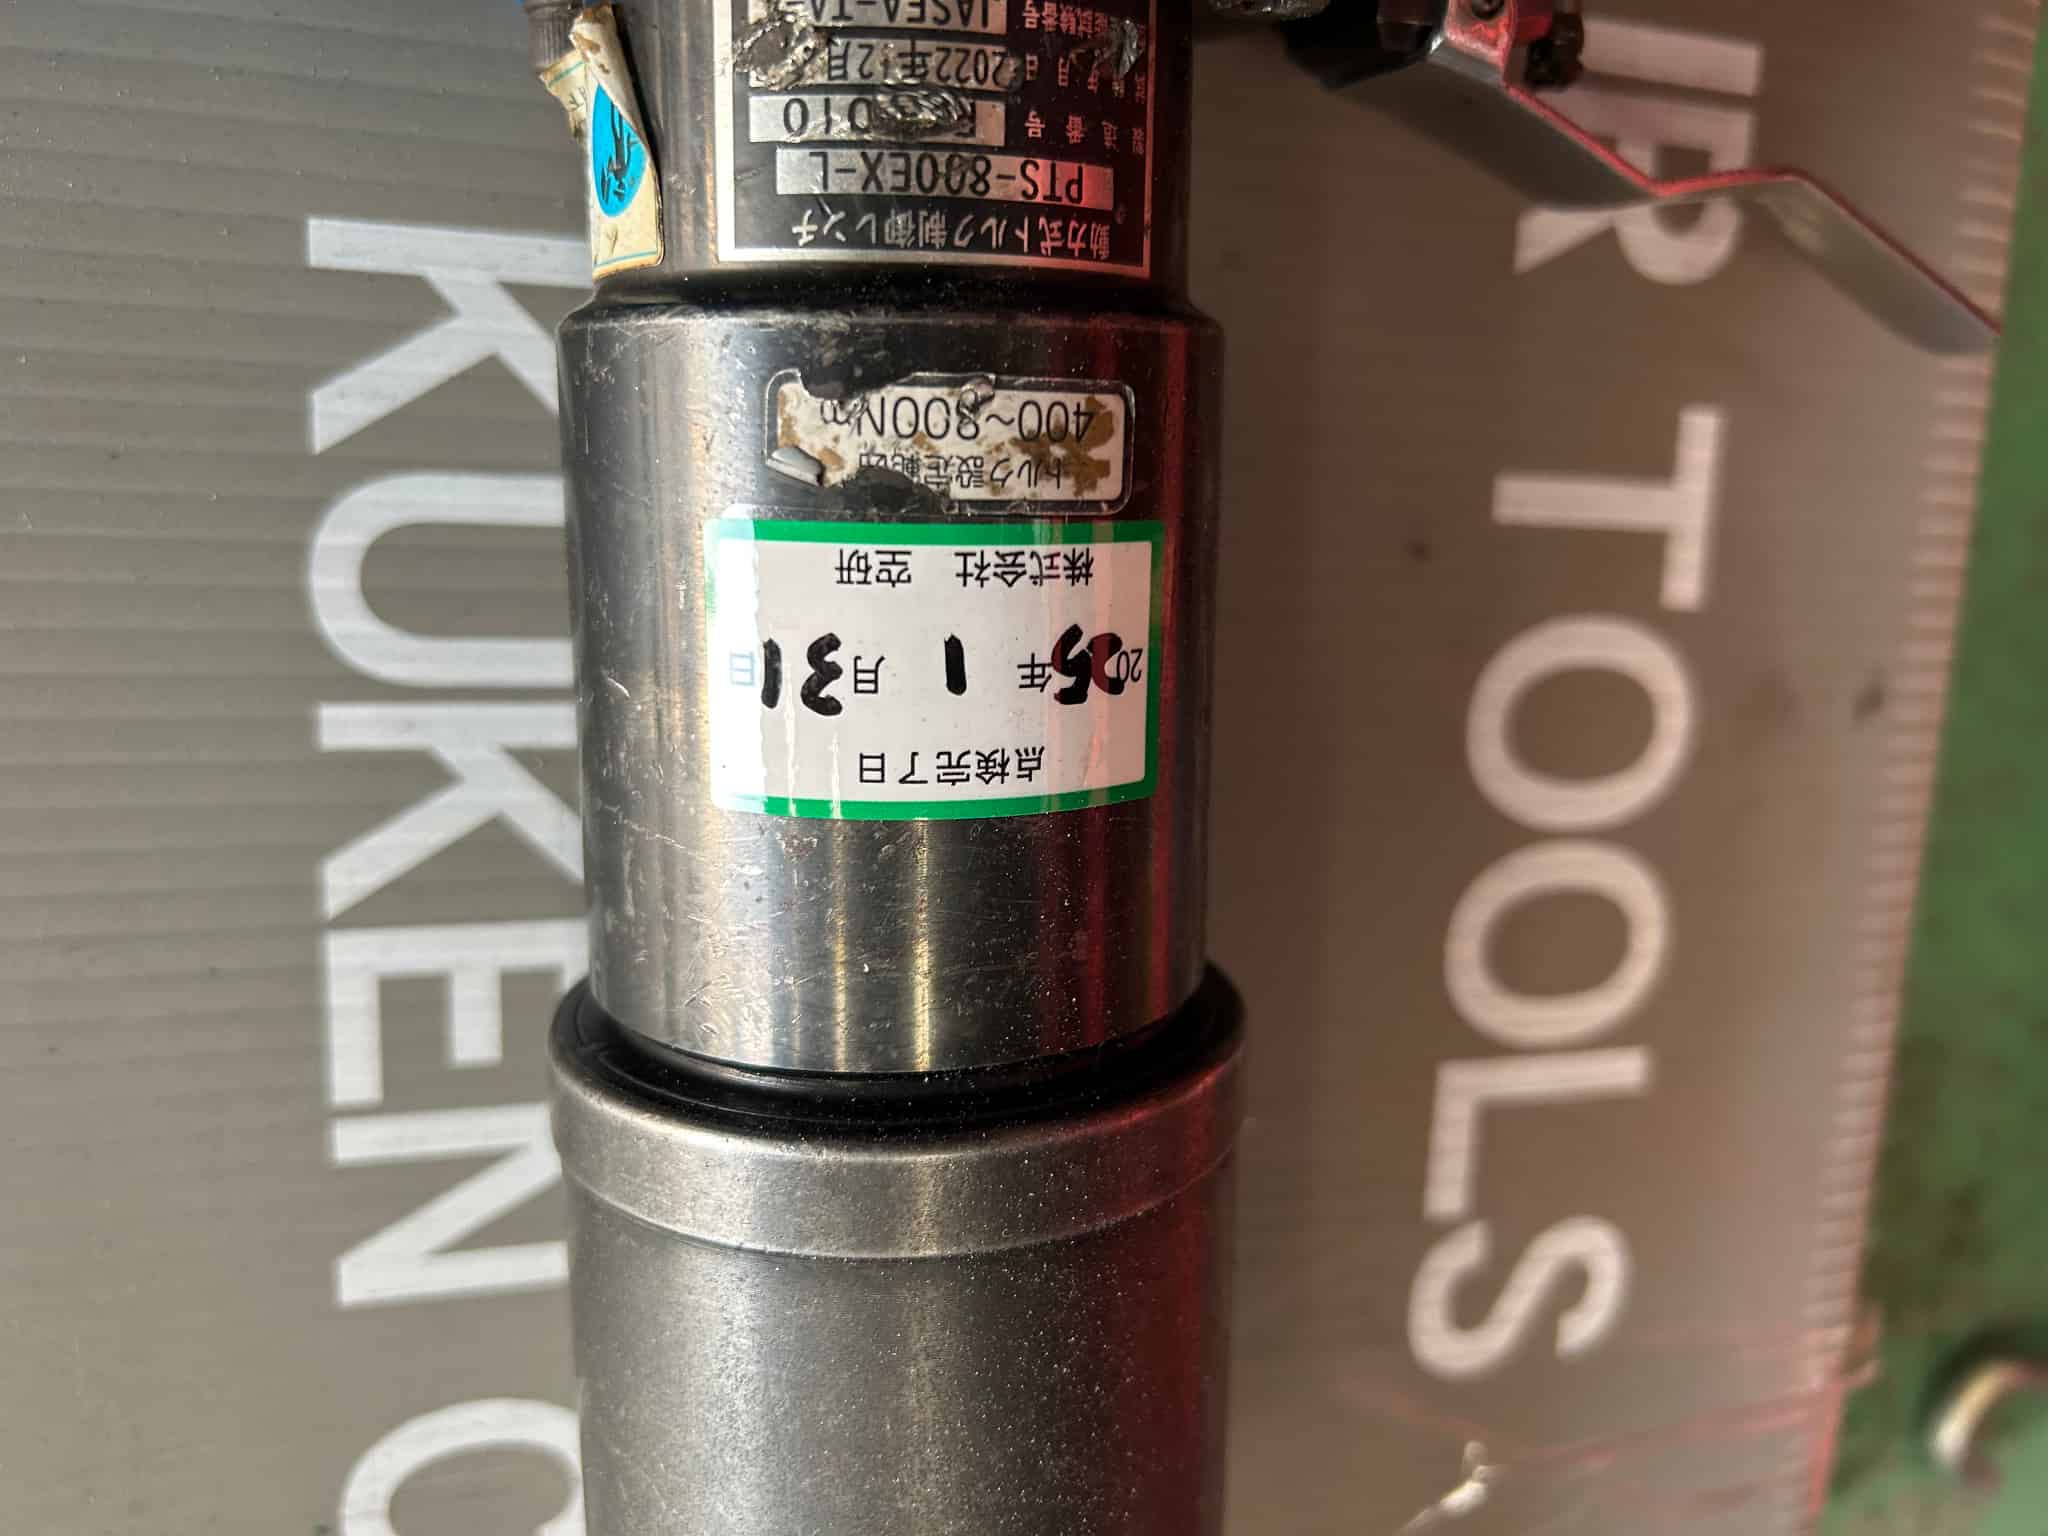 点検完了日
2025年 1月 31日
株式会社 空研
トルク設定範囲
400~800N
動力式トルク制御レンチ
PTS-800EX-L
製造番号
2022年2月
JASEA-TA-
KUKEN C
IR TOOLS